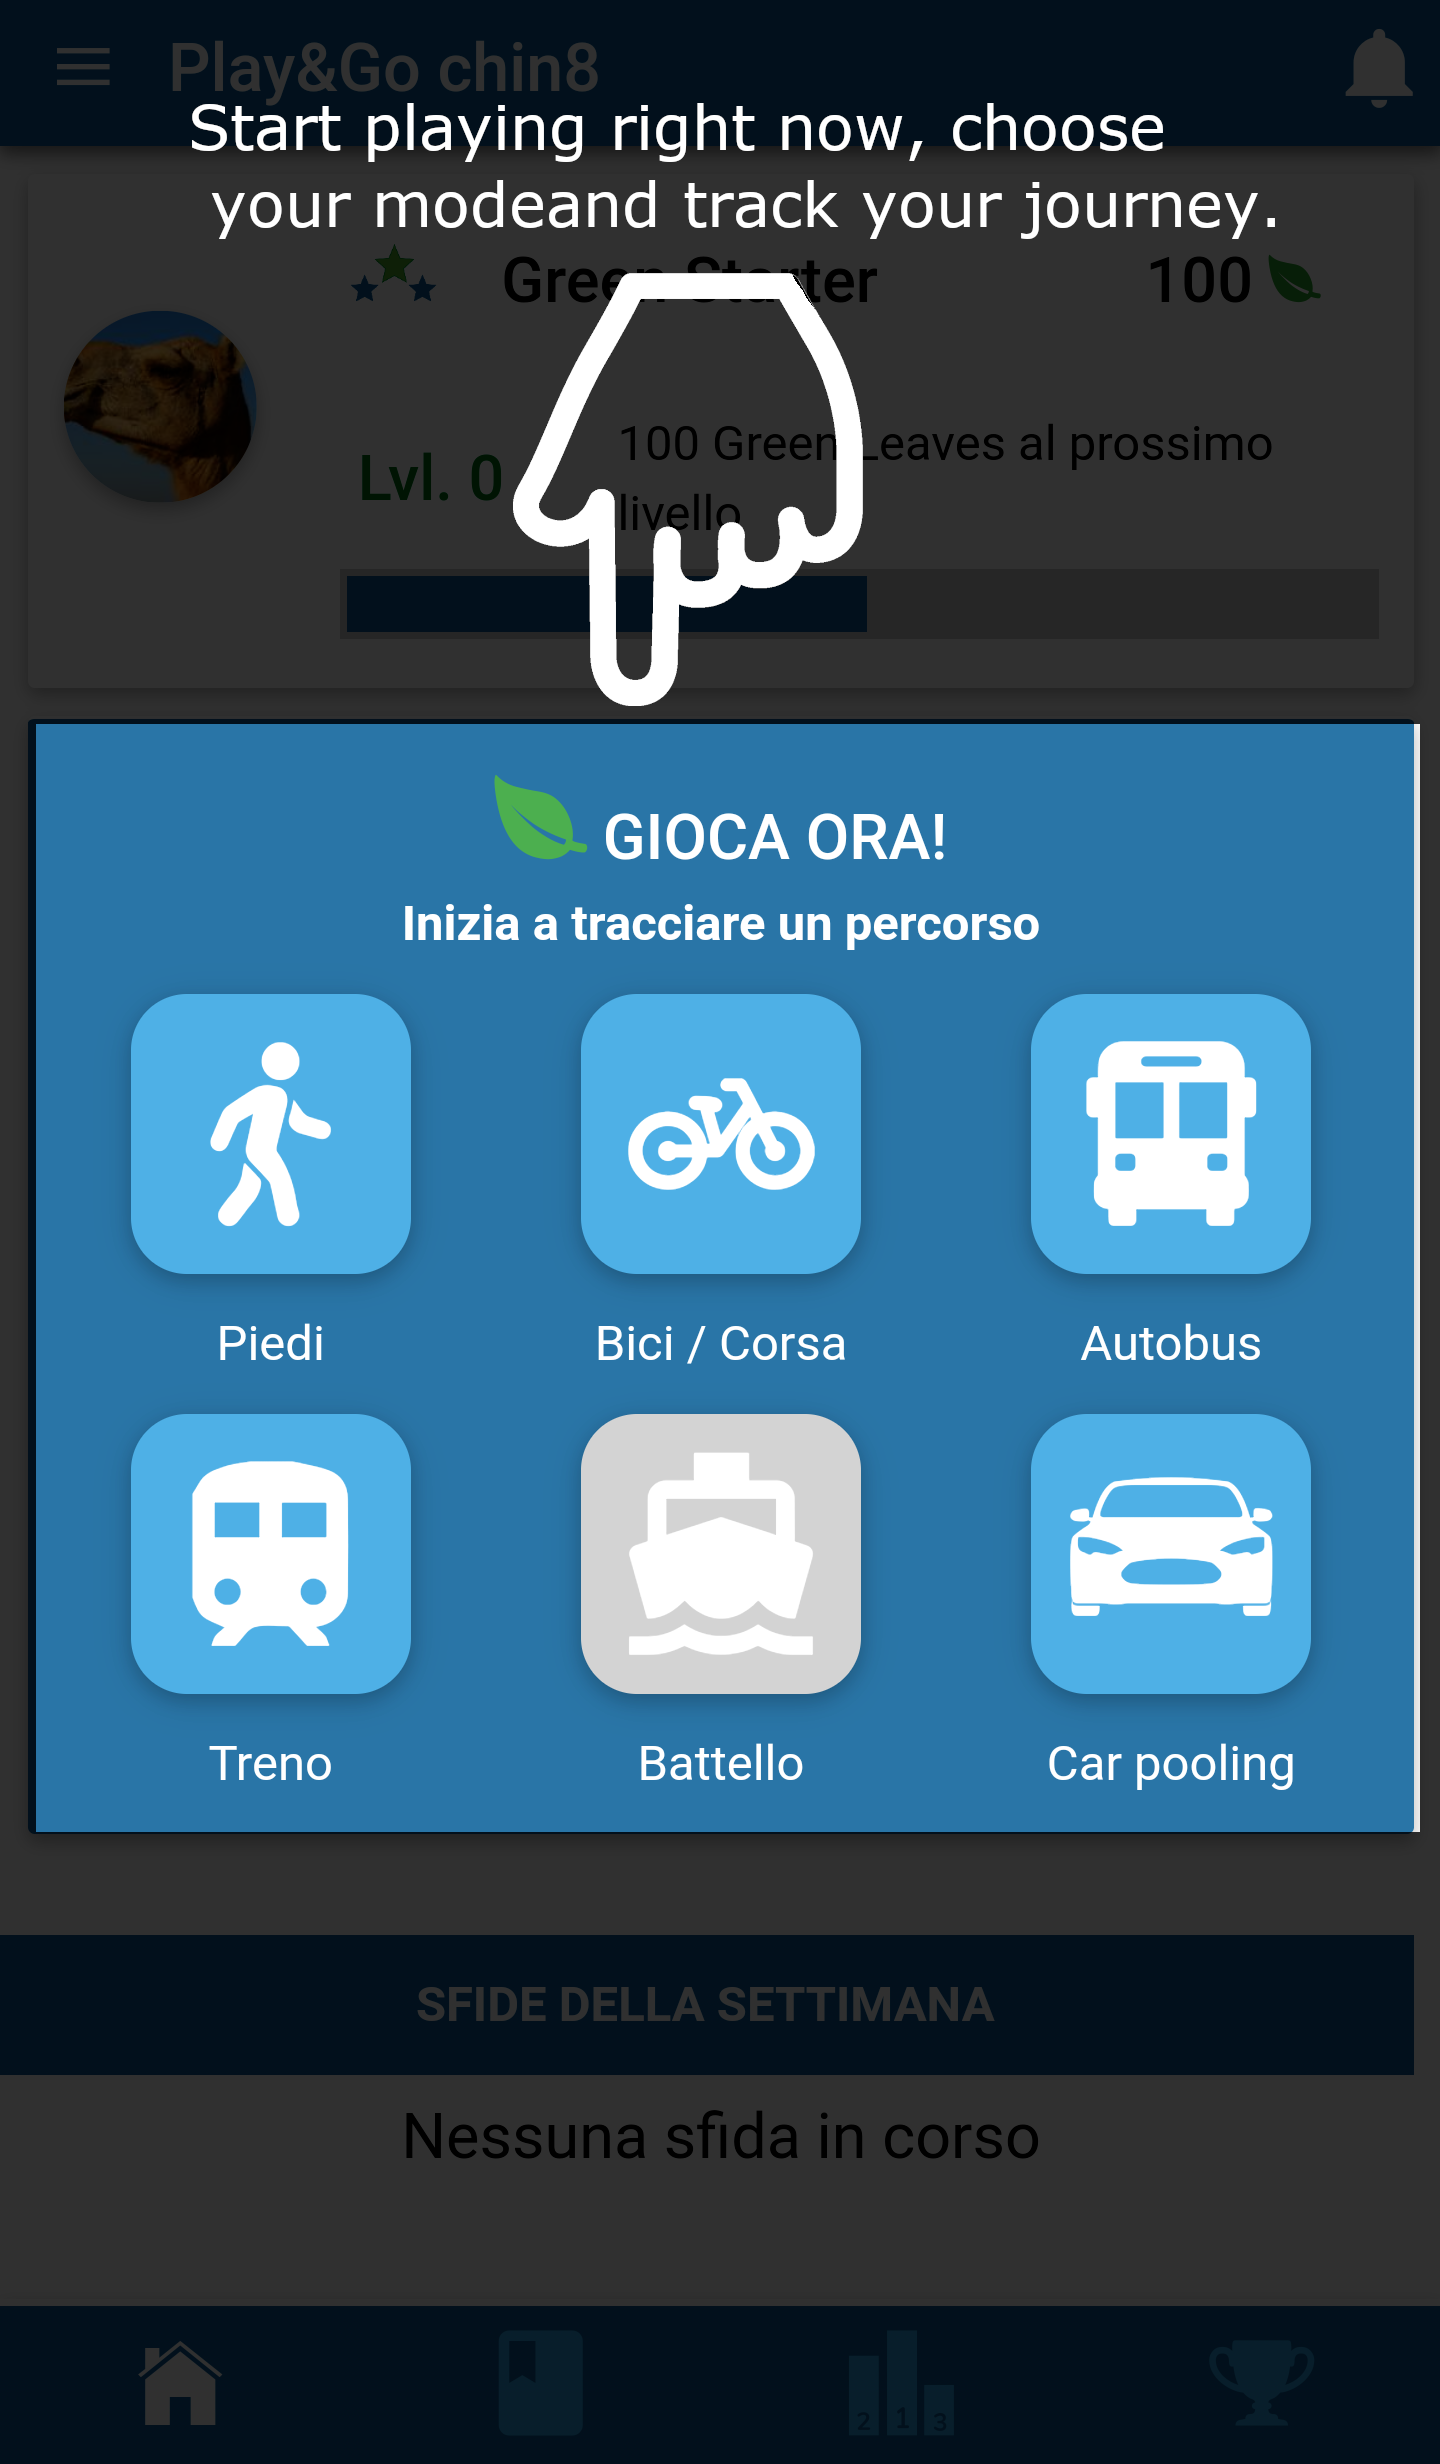 Play&Go chin8
Start playing right now, choose
your modeand track your journey.
Green Starter
100
Lvl. 0
100 Green Leaves al prossimo
livello
GIOCA ORA!
Inizia a tracciare un percorso
Piedi
Bici / Corsa
Autobus
Treno
Battello
Car pooling
SFIDE DELLA SETTIMANA
Nessuna sfida in corso
2 1 3